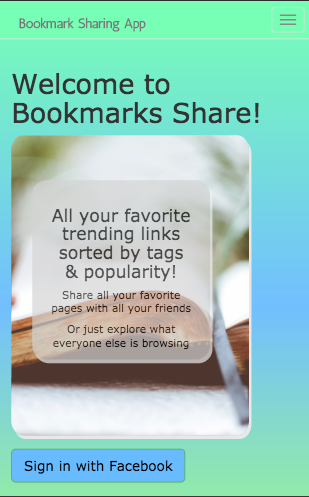 Bookmark Sharing App
Welcome to
Bookmarks Share!
All your favorite
trending links
sorted by tags
& popularity!
Share all your favorite
pages with all your friends
Or just explore what
everyone else is browsing
Sign in with Facebook